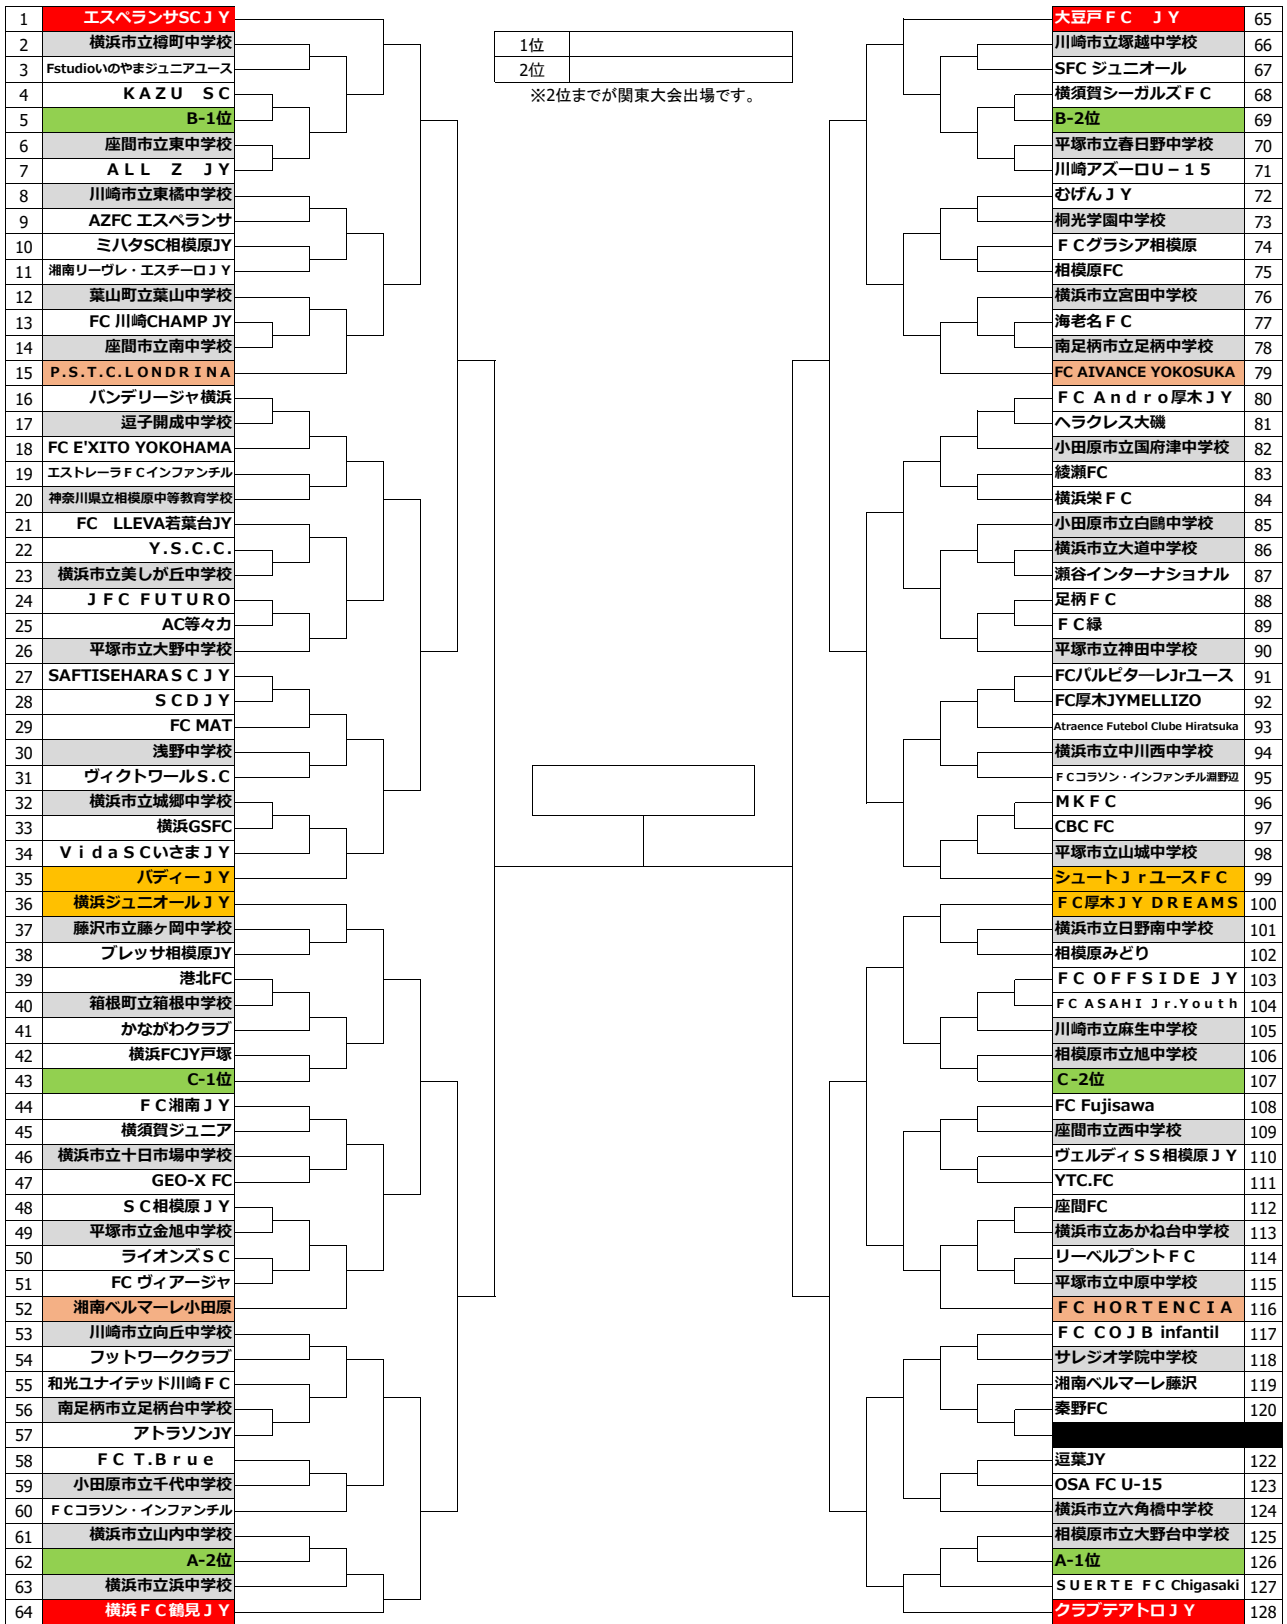 1位
2位
※2位までが関東大会出場です。
1 エスペランサSCＪＹ
2 横浜市立樽町中学校
3 Fstudioいのやまジュニアユース
4 ＫＡＺＵ　ＳＣ
5 B-1位
6 座間市立東中学校
7 ＡＬＬ　Ｚ　ＪＹ
8 川崎市立東橘中学校
9 AZFC エスペランサ
10 ミハタSC相模原JY
11 湘南リーヴレ・エスチーロＪＹ
12 葉山町立葉山中学校
13 FC 川崎CHAMP JY
14 座間市立南中学校
15 P.S.T.C.ＬＯＮＤＲＩＮＡ
16 バンデリージャ横浜
17 逗子開成中学校
18 FC E'XITO YOKOHAMA
19 エストレーラＦＣインファンチル
20 神奈川県立相模原中等教育学校
21 FC　LLEVA若葉台JY
22 Ｙ.Ｓ.Ｃ.Ｃ.
23 横浜市立美しが丘中学校
24 ＪＦＣ ＦＵＴＵＲＯ
25 AC等々力
26 平塚市立大野中学校
27 SAFTISEHARAＳＣＪＹ
28 ＳＣＤＪＹ
29 FC MAT
30 浅野中学校
31 ヴィクトワールＳ.Ｃ
32 横浜市立城郷中学校
33 横浜GSFC
34 ＶｉｄａＳＣいさまＪＹ
35 バディーＪＹ
36 横浜ジュニオールＪＹ
37 藤沢市立藤ヶ岡中学校
38 ブレッサ相模原JY
39 港北FC
40 箱根町立箱根中学校
41 かながわクラブ
42 横浜FCJY戸塚
43 C-1位
44 ＦＣ湘南ＪＹ
45 横須賀ジュニア
46 横浜市立十日市場中学校
47 GEO-X FC
48 ＳＣ相模原ＪＹ
49 平塚市立金旭中学校
50 ライオンズＳＣ
51 FC ヴィアージャ
52 湘南ベルマーレ小田原
53 川崎市立向丘中学校
54 フットワーククラブ
55 和光ユナイテッド川崎ＦＣ
56 南足柄市立足柄台中学校
57 アトラソンJY
58 ＦＣ Ｔ.Ｂｒｕｅ
59 小田原市立千代中学校
60 ＦＣコラソン・インファンチル
61 横浜市立山内中学校
62 A-2位
63 横浜市立浜中学校
64 横浜ＦＣ鶴見ＪＹ
大豆戸ＦＣ　ＪＹ 65
川崎市立塚越中学校 66
SFC ジュニオール 67
横須賀シーガルズＦＣ 68
B-2位 69
平塚市立春日野中学校 70
川崎アズーロＵ－１５ 71
むげんＪＹ 72
桐光学園中学校 73
ＦＣグラシア相模原 74
相模原FC 75
横浜市立宮田中学校 76
海老名ＦＣ 77
南足柄市立足柄中学校 78
FC AIVANCE YOKOSUKA 79
ＦＣ Ａｎｄｒｏ厚木ＪＹ 80
ヘラクレス大磯 81
小田原市立国府津中学校 82
綾瀬FC 83
横浜栄ＦＣ 84
小田原市立白鷗中学校 85
横浜市立大道中学校 86
瀬谷インターナショナル 87
足柄ＦＣ 88
ＦＣ緑 89
平塚市立神田中学校 90
FCパルピターレJrユース 91
FC厚木JYMELLIZO 92
Atraence Futebol Clube Hiratsuka 93
横浜市立中川西中学校 94
ＦＣコラソン・インファンチル淵野辺 95
ＭＫＦＣ 96
CBC FC 97
平塚市立山城中学校 98
シュートＪｒユースＦＣ 99
ＦＣ厚木ＪＹ ＤＲＥＡＭＳ 100
横浜市立日野南中学校 101
相模原みどり 102
ＦＣ ＯＦＦＳＩＤＥ ＪＹ 103
ＦＣ ＡＳＡＨＩ Ｊｒ.Ｙｏｕｔｈ 104
川崎市立麻生中学校 105
相模原市立旭中学校 106
Ｃ-2位 107
FC Fujisawa 108
座間市立西中学校 109
ヴェルディＳＳ相模原ＪＹ 110
YTC.FC 111
座間FC 112
横浜市立あかね台中学校 113
リーベルプントＦＣ 114
平塚市立中原中学校 115
ＦＣ ＨＯＲＴＥＮＣＩＡ 116
ＦＣ ＣＯＪＢ infantil 117
サレジオ学院中学校 118
湘南ベルマーレ藤沢 119
秦野FC 120
逗葉JY 122
OSA FC U-15 123
横浜市立六角橋中学校 124
相模原市立大野台中学校 125
A-1位 126
ＳＵＥＲＴＥ ＦＣ Chigasaki 127
クラブテアトロＪＹ 128